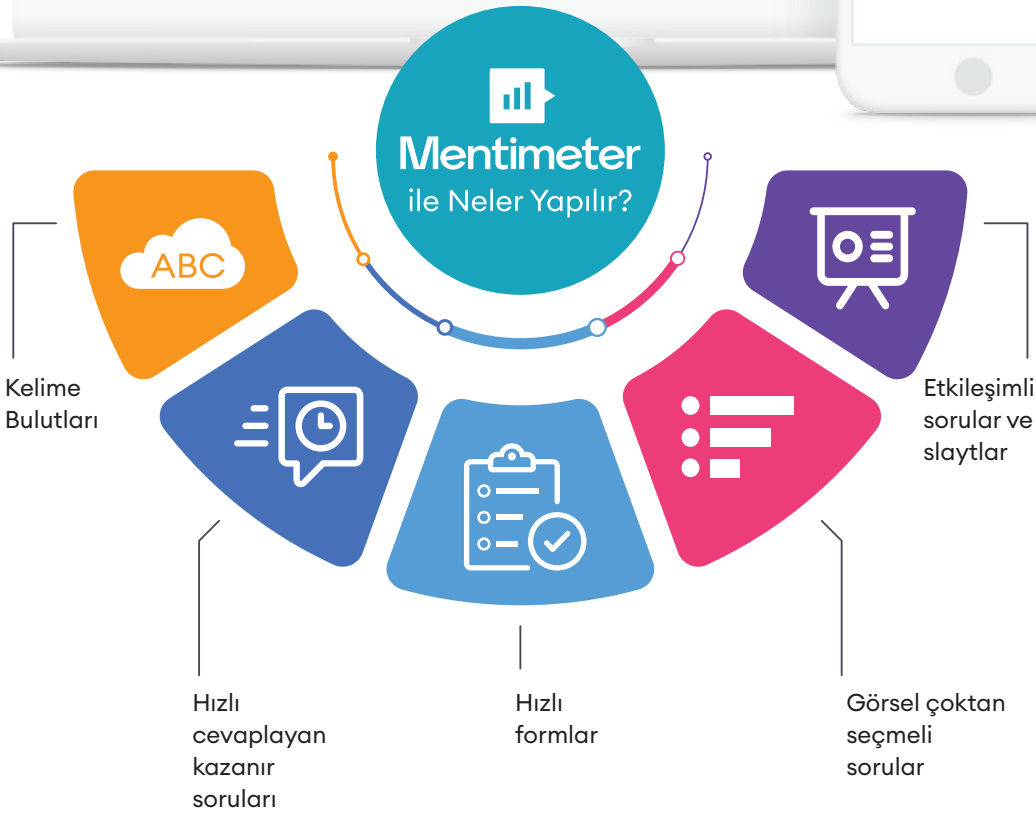 Mentimeter
ile Neler Yapılır?
ABC
Kelime
Bulutları
Hızlı
cevaplayan
kazanır
soruları
Hızlı
formlar
Görsel çoktan
seçmeli
sorular
Etkileşimli
sorular ve
slaytlar